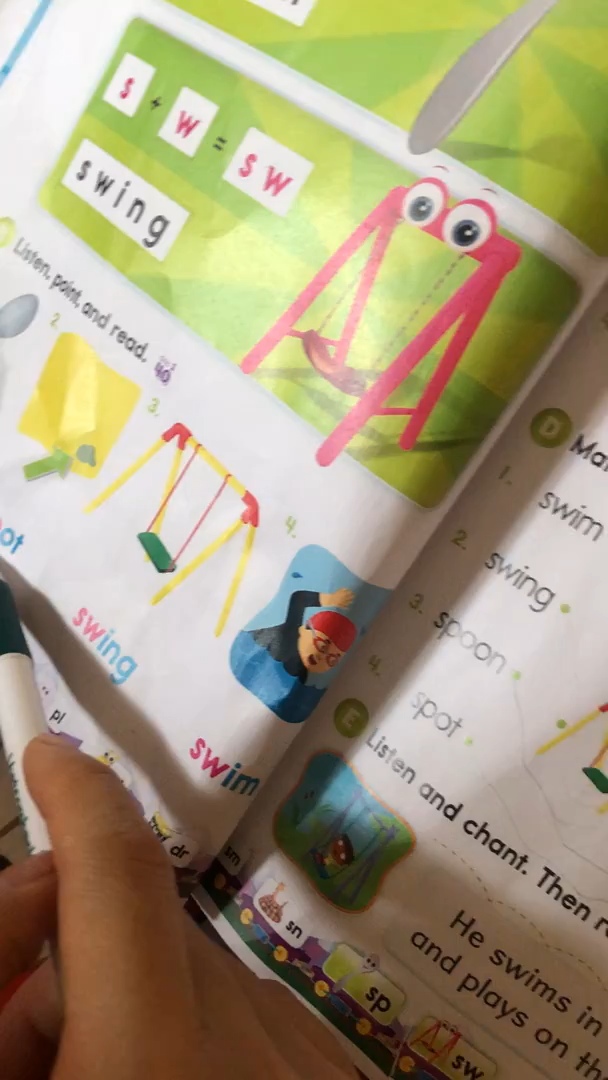 s + w = sw
swing
Listen, point, and read.
2.
3.
4.
ot
swing
swim
pl
dr
D
1. swim
2. swing
3. spoon
4. spot
E Listen and chant. Then
He swims in
and plays on
sm
sn
sp
sw